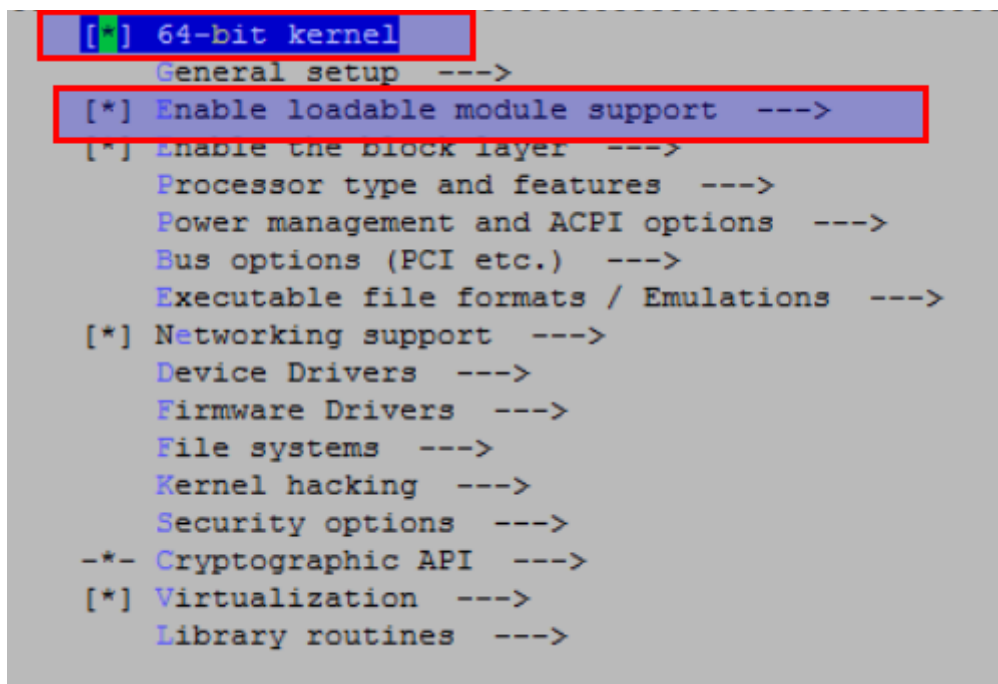 [*] 64-bit kernel
General setup --->
[*] Enable loadable module support --->
[*] Enable the block layer --->
Processor type and features --->
Power management and ACPI options --->
Bus options (PCI etc.) --->
Executable file formats / Emulations --->
[*] Networking support --->
Device Drivers --->
Firmware Drivers --->
File systems --->
Kernel hacking --->
Security options --->
-*- Cryptographic API --->
[*] Virtualization --->
Library routines --->